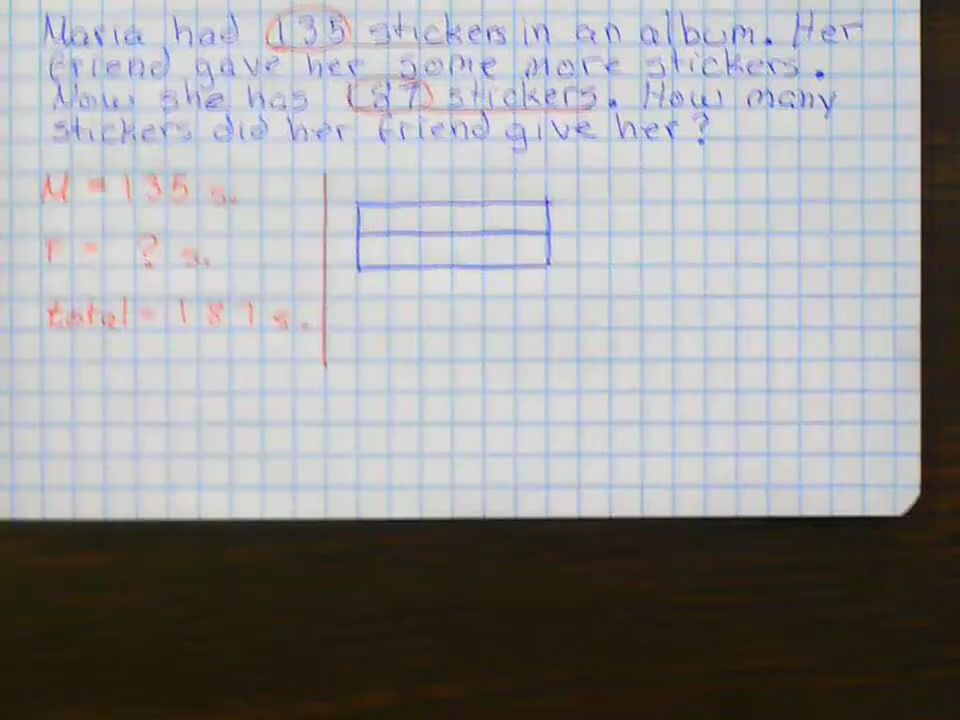 Maria had 135 stickers in an album. Her
friend gave her some more stickers.
Now she has 187 stickers. How many
stickers did her friend give her?
M = 135 s.
F = ? s.
total = 187 s.